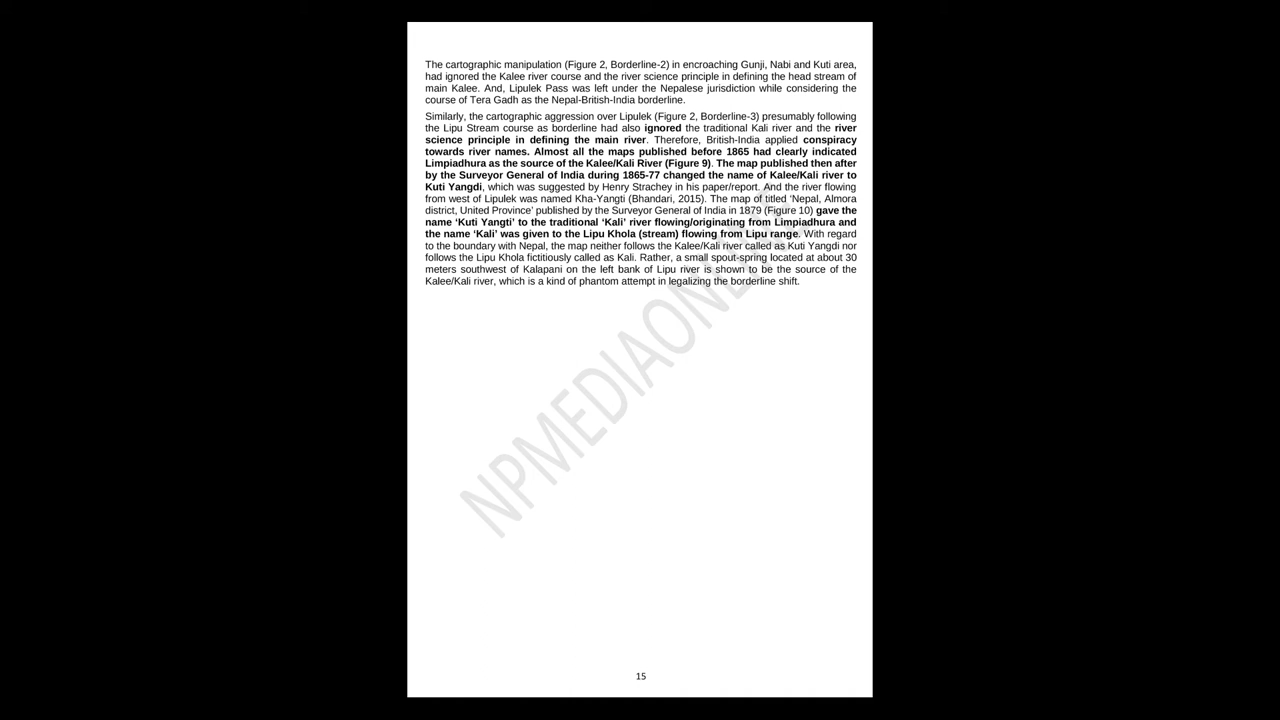 The cartographic manipulation (Figure 2, Borderline-2) in encroaching Gunji, Nabi and Kuti area,
had ignored the Kalee river course and the river science principle in defining the head stream of
main Kalee. And, Lipulek Pass was left under the Nepalese jurisdiction while considering the
course of Tera Gadh as the Nepal-British-India borderline.
Similarly, the cartographic aggression over Lipulek (Figure 2, Borderline-3) presumably following
the Lipu Stream course as borderline had also ignored the traditional Kali river and the river
science principle in defining the main river. Therefore, British-India applied conspiracy
towards river names. Almost all the maps published before 1865 had clearly indicated
Limpiadhura as the source of the Kalee/Kali River (Figure 9). The map published then after
by the Surveyor General of India during 1865-77 changed the name of Kalee/Kali river to
Kuti Yangdi, which was suggested by Henry Strachey in his paper/report. And the river flowing
from west of Lipulek was named Kha-Yangti (Bhandari, 2015). The map of titled ‘Nepal, Almora
district, United Province’ published by the Surveyor General of India in 1879 (Figure 10) gave the
name ‘Kuti Yangti’ to the traditional ‘Kali’ river flowing/originating from Limpiadhura and
the name ‘Kali’ was given to the Lipu Khola (stream) flowing from Lipu range. With regard
to the boundary with Nepal, the map neither follows the Kalee/Kali river called as Kuti Yangdi nor
follows the Lipu Khola fictitiously called as Kali. Rather, a small spout-spring located at about 30
meters southwest of Kalapani on the left bank of Lipu river is shown to be the source of the
Kalee/Kali river, which is a kind of phantom attempt in legalizing the borderline shift.
15